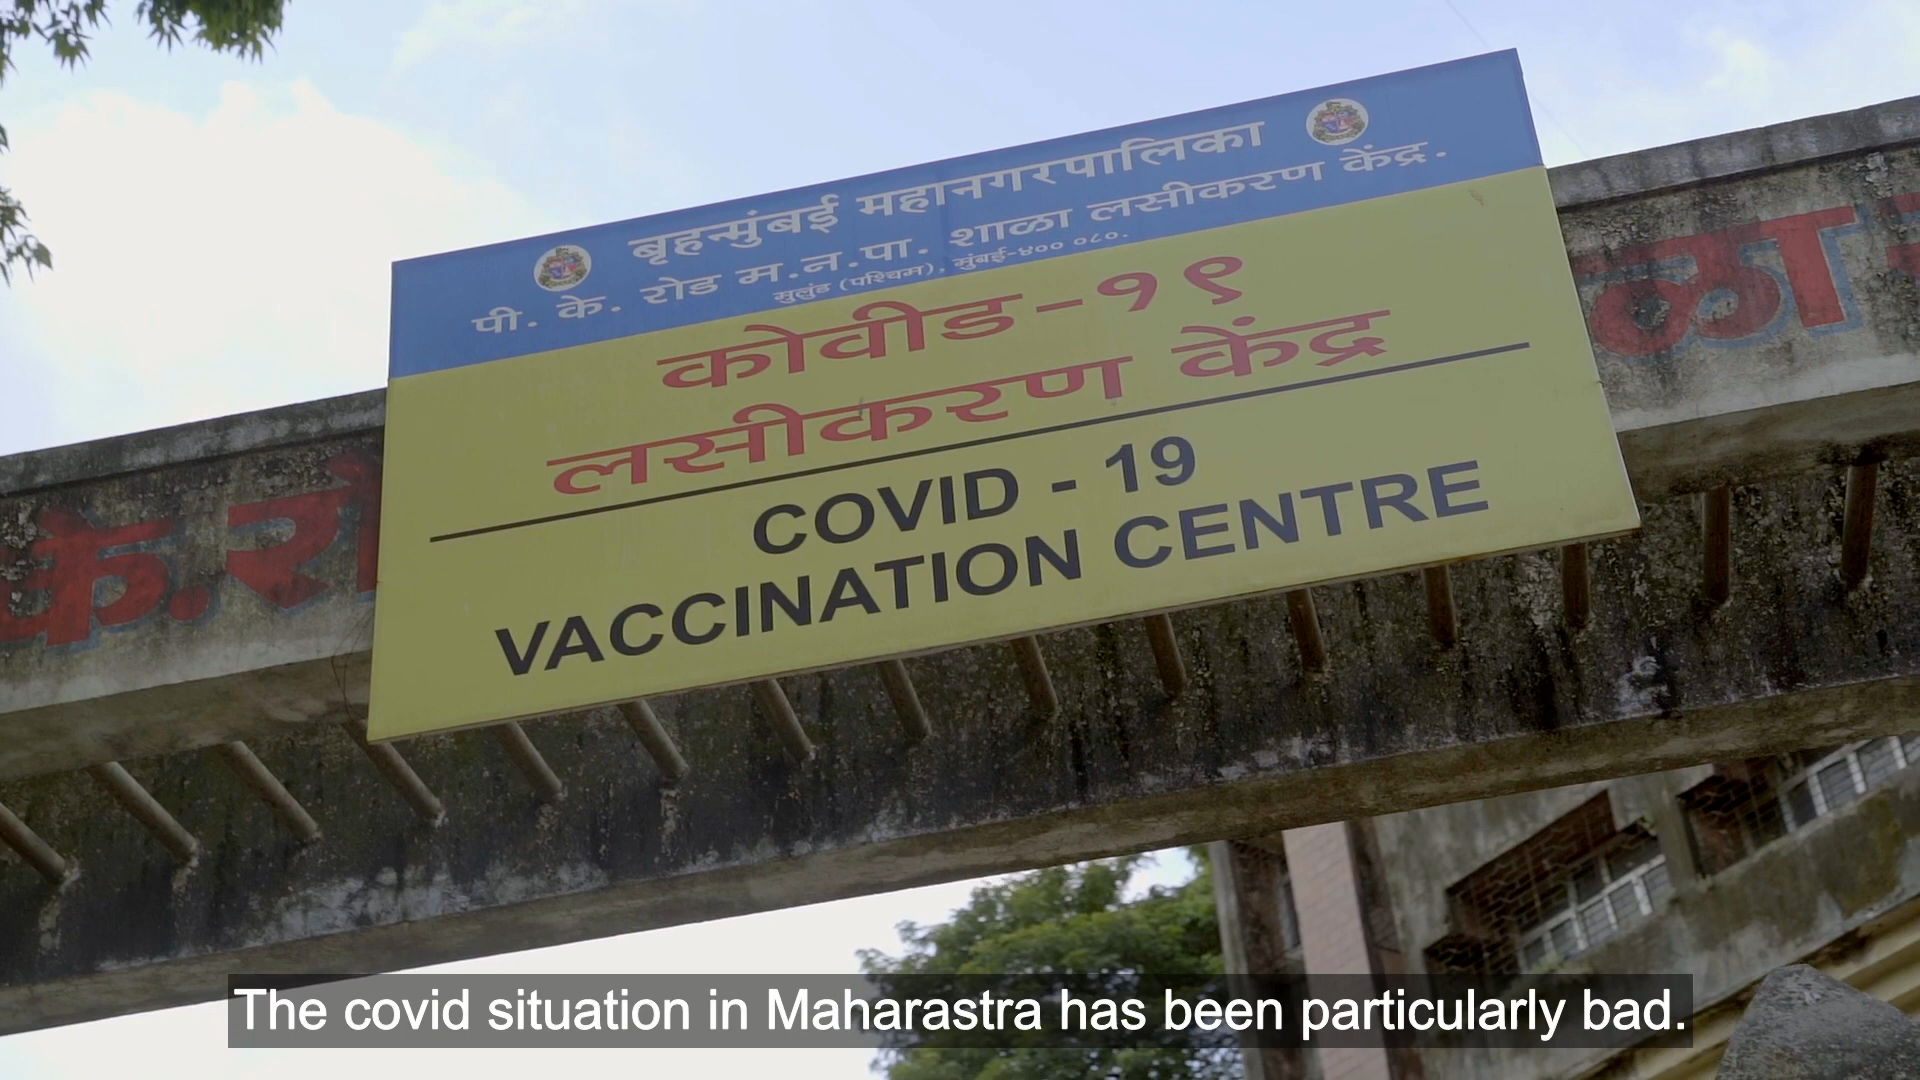 बृहन्मुंबई महानगरपालिका
पी. के. रोड म.न.पा. शाळा लसीकरण केंद्र.
मुलुंड (पश्चिम), मुंबई-४०० ०८०.
कोवीड-१९
लसीकरण केंद्र
COVID - 19
VACCINATION CENTRE
के.रो
ळा
The covid situation in Maharastra has been particularly bad.